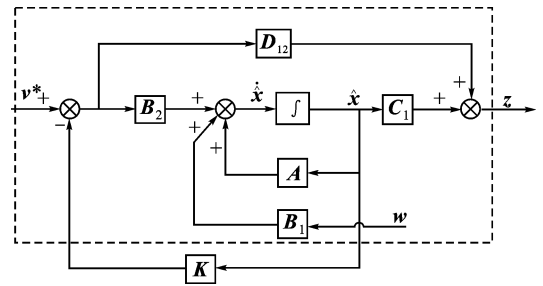 D₁₂
v* + − B₂ + + + ẋ̂ ∫ x̂ C₁ + + z
A
B₁ w
K